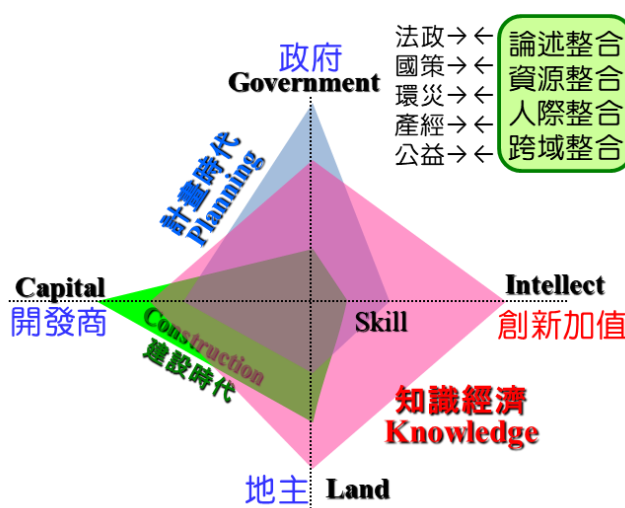 政府
Government
法政→←
國策→←
環災→←
產經→←
公益→←
論述整合
資源整合
人際整合
跨域整合
計畫時代
Planning
Capital
開發商
Intellect
創新加值
Skill
Construction
建設時代
知識經濟
Knowledge
地主
Land